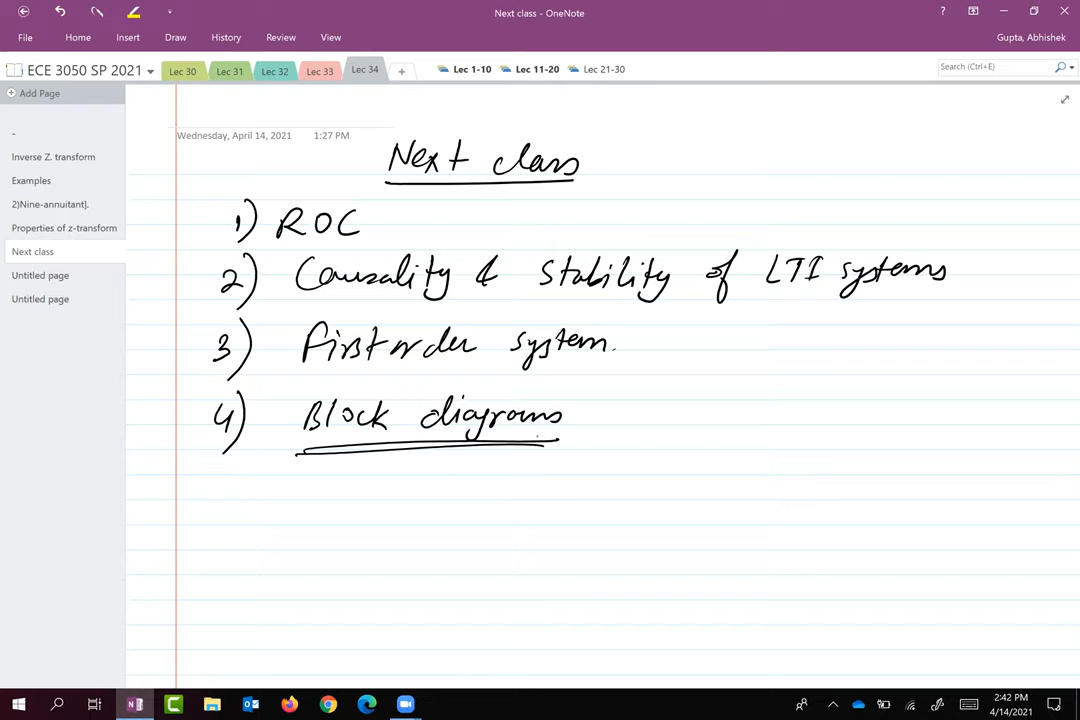 Next class - OneNote
Gupta, Abhishek
File Home Insert Draw History Review View
ECE 3050 SP 2021 Lec 30 Lec 31 Lec 32 Lec 33 Lec 34 + Lec 1-10 Lec 11-20 Lec 21-30 Search (Ctrl+E)
Add Page
-
Inverse Z. transform
Examples
2)Nine-annuitant].
Properties of z-transform
Next class
Untitled page
Untitled page
Wednesday, April 14, 2021 1:27 PM
Next class
1) ROC
2) Causality & Stability of LTI systems
3) First order system.
4) Block diagrams
2:42 PM
4/14/2021